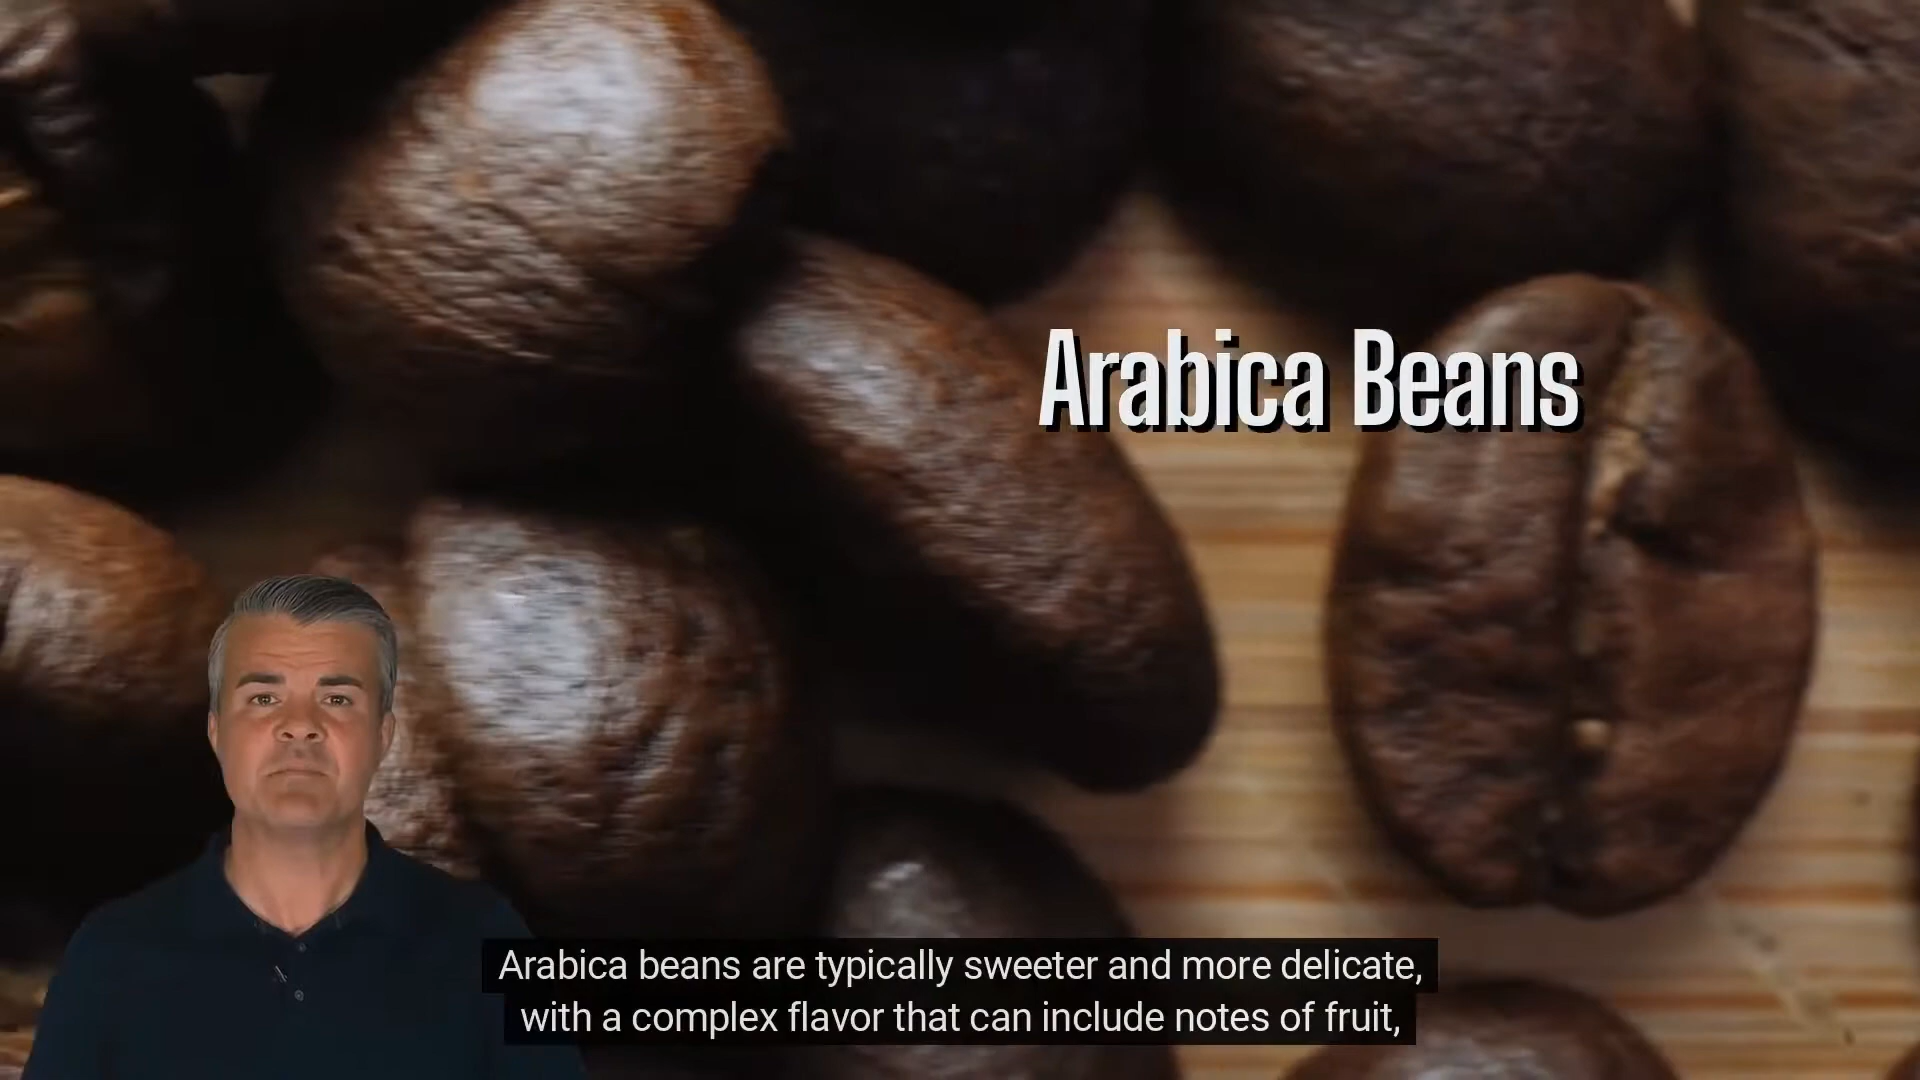 Arabica Beans
Arabica beans are typically sweeter and more delicate,
with a complex flavor that can include notes of fruit,